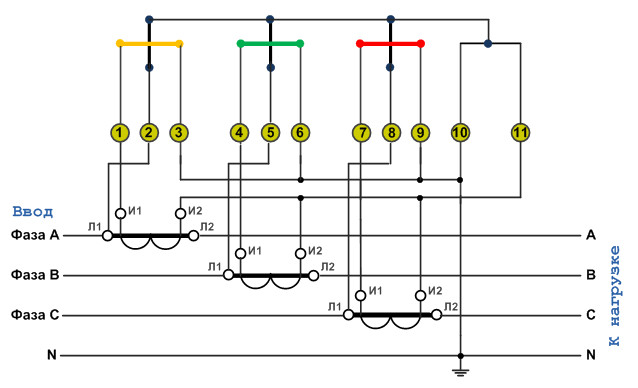 1 2 3 4 5 6 7 8 9 10 11
Ввод
И1 И2
Л1 Л2
Фаза А А
И1 И2
Л1 Л2
Фаза В В
И1 И2
Л1 Л2
Фаза С С
N N
К нагрузке